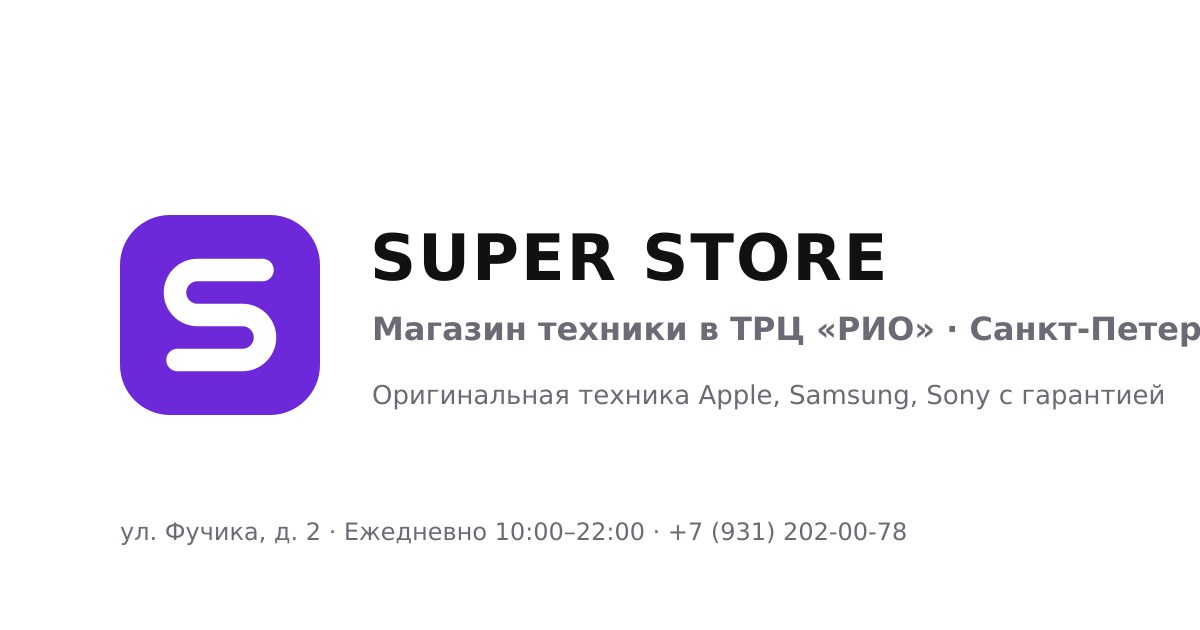 SUPER STORE
Магазин техники в ТРЦ «РИО» · Санкт-Петер
Оригинальная техника Apple, Samsung, Sony с гарантией
ул. Фучика, д. 2 · Ежедневно 10:00–22:00 · +7 (931) 202-00-78